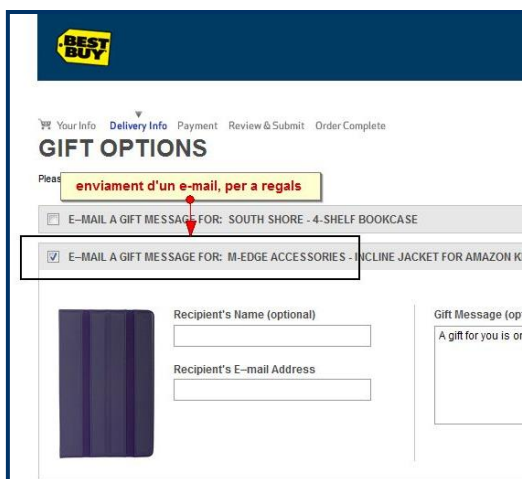 BEST
BUY
Your Info Delivery Info Payment Review & Submit Order Complete
GIFT OPTIONS
enviament d'un e-mail, per a regals
E–MAIL A GIFT MESSAGE FOR: SOUTH SHORE - 4-SHELF BOOKCASE
E–MAIL A GIFT MESSAGE FOR: M-EDGE ACCESSORIES - INCLINE JACKET FOR AMAZON
Recipient's Name (optional)
Gift Message
A gift for you is
Recipient's E–mail Address